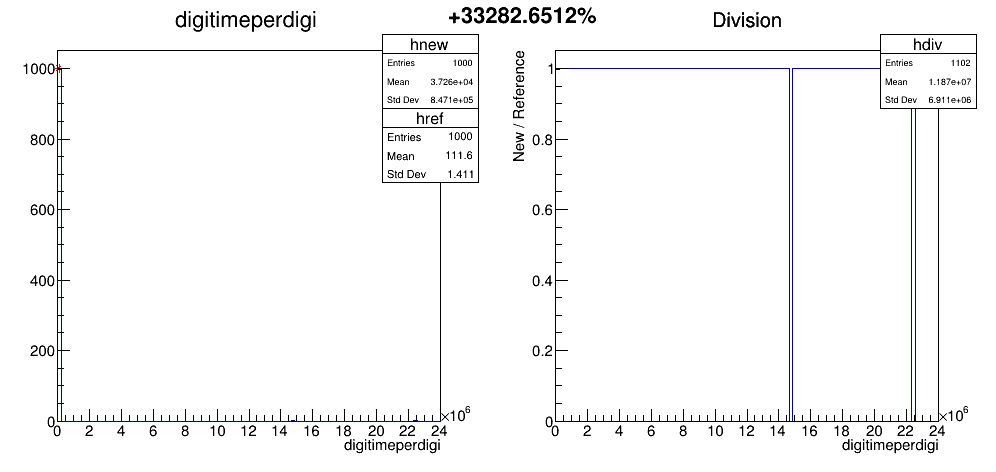 +33282.6512%
digitimeperdigi
hnew
Entries 1000
Mean 3.726e+04
Std Dev 8.471e+05
href
Entries 1000
Mean 111.6
Std Dev 1.411
1000
800
600
400
200
0
0 2 4 6 8 10 12 14 16 18 20 22 24
×10⁶
digitimeperdigi
Division
hdiv
Entries 1102
Mean 1.187e+07
Std Dev 6.911e+06
New / Reference
1
0.8
0.6
0.4
0.2
0
0 2 4 6 8 10 12 14 16 18 20 22 24
×10⁶
digitimeperdigi